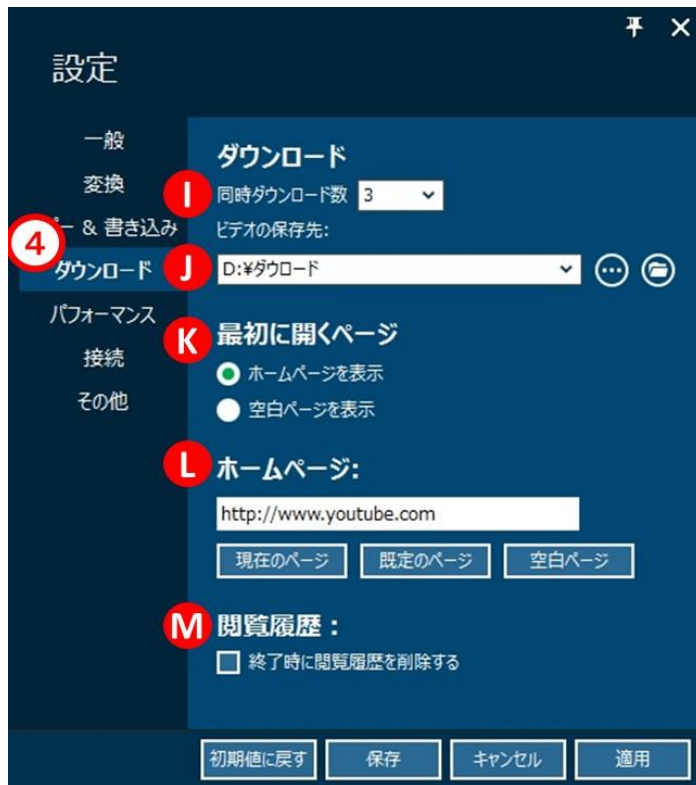 設定
一般
変換
ー & 書き込み
4
ダウンロード
パフォーマンス
接続
その他
ダウンロード
I 同時ダウンロード数 3
ビデオの保存先:
J D:¥ダウロード
K 最初に開くページ
ホームページを表示
空白ページを表示
L ホームページ:
http://www.youtube.com
現在のページ 既定のページ 空白ページ
M 閲覧履歴：
終了時に閲覧履歴を削除する
初期値に戻す 保存 キャンセル 適用